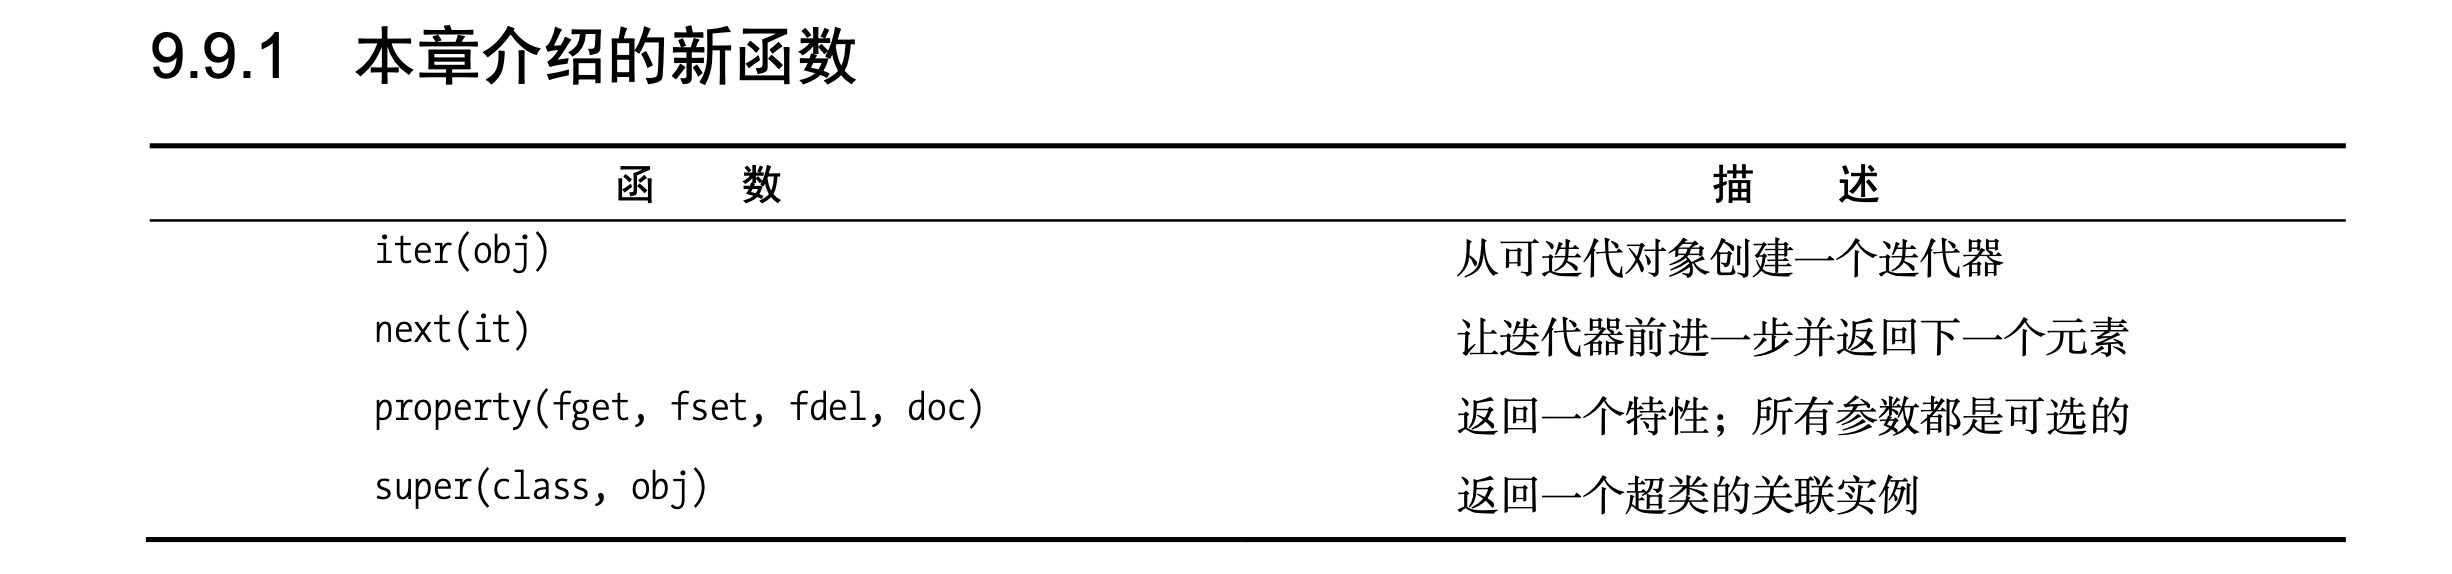 9.9.1 本章介绍的新函数
函 数 描 述
iter(obj) 从可迭代对象创建一个迭代器
next(it) 让迭代器前进一步并返回下一个元素
property(fget, fset, fdel, doc) 返回一个特性；所有参数都是可选的
super(class, obj) 返回一个超类的关联实例